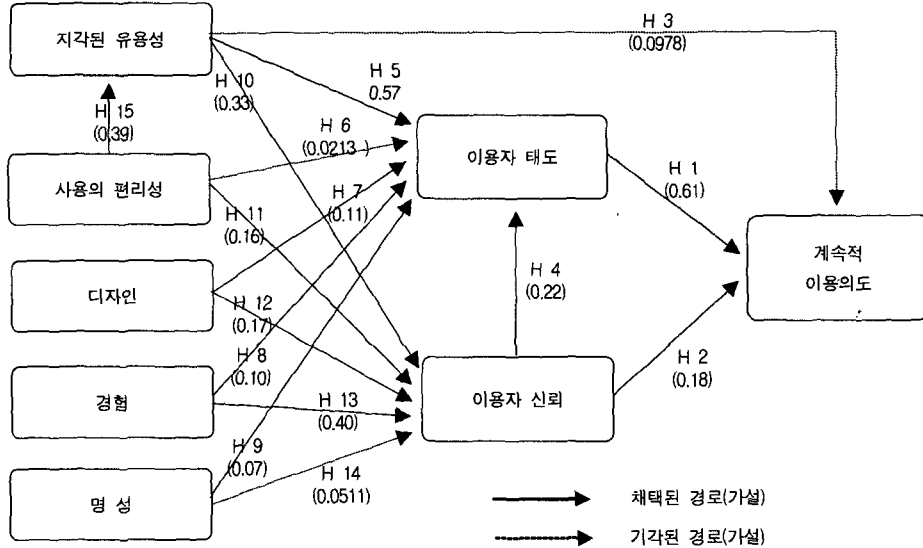 지각된 유용성
H 3
(0.0978)
H 10
(0.33)
H 5
0.57
H 15
(0.39)
H 6
(0.0213 )
이용자 태도
사용의 편리성
H 7
(0.11)
H 1
(0.61)
H 11
(0.16)
계속적
이용의도
디자인
H 4
(0.22)
H 12
(0.17)
H 8
(0.10)
H 2
(0.18)
경험
H 13
(0.40)
이용자 신뢰
H 9
(0.07)
H 14
(0.0511)
명 성
채택된 경로(가설)
기각된 경로(가설)